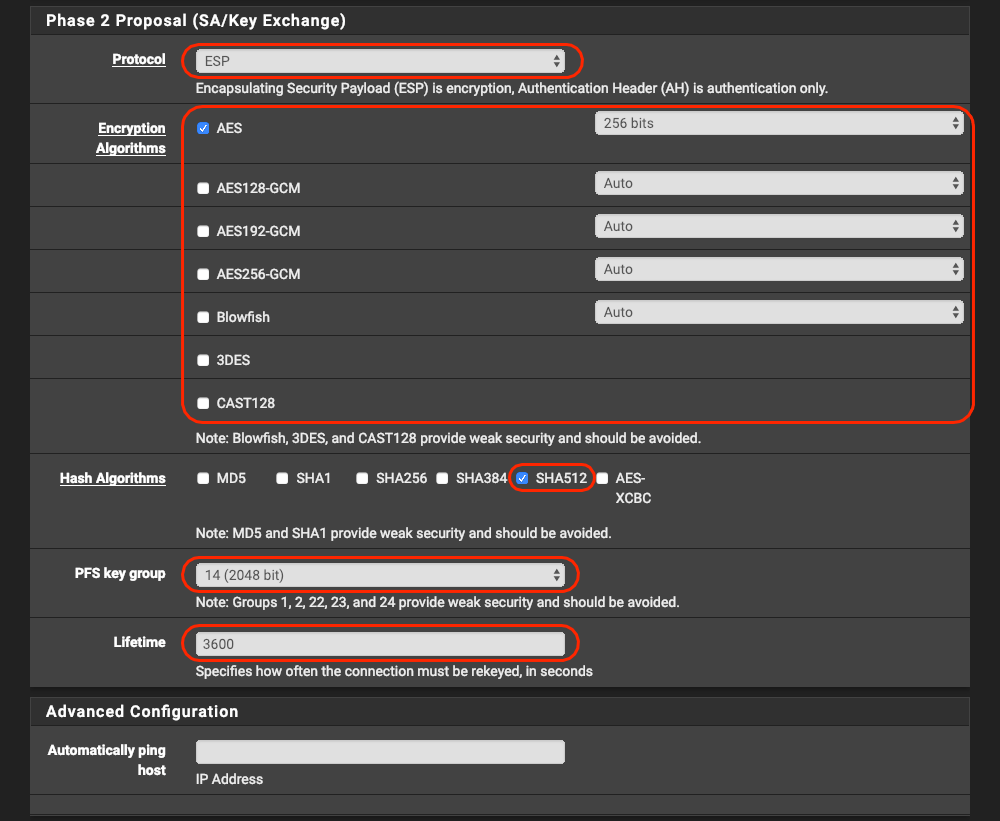 Phase 2 Proposal (SA/Key Exchange)
Protocol
ESP
Encapsulating Security Payload (ESP) is encryption, Authentication Header (AH) is authentication only.
Encryption
Algorithms
AES
256 bits
AES128-GCM
Auto
AES192-GCM
Auto
AES256-GCM
Auto
Blowfish
Auto
3DES
CAST128
Note: Blowfish, 3DES, and CAST128 provide weak security and should be avoided.
Hash Algorithms
MD5
SHA1
SHA256
SHA384
SHA512
AES-
XCBC
Note: MD5 and SHA1 provide weak security and should be avoided.
PFS key group
14 (2048 bit)
Note: Groups 1, 2, 22, 23, and 24 provide weak security and should be avoided.
Lifetime
3600
Specifies how often the connection must be rekeyed, in seconds
Advanced Configuration
Automatically ping
host
IP Address